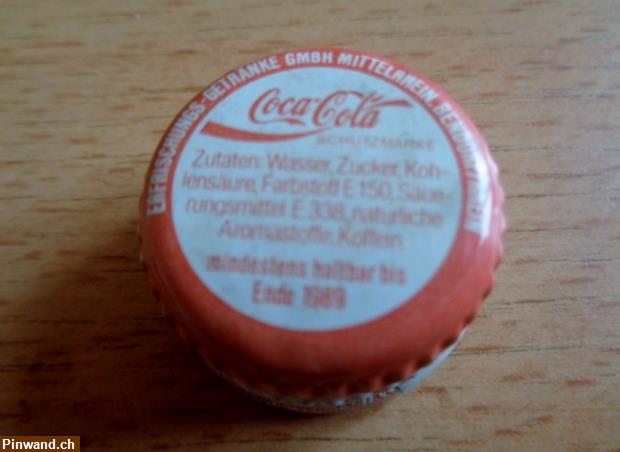 ERFRISCHUNGS-GETRÄNKE GMBH MITTELRHEIN,
Coca-Cola
SCHUTZMARKE
Zutaten: Wasser, Zucker, Koh-
lensäure, Farbstoff E 150, Säue-
rungsmittel E 338, natürliche
Aromastoffe, Koffein
mindestens haltbar bis
Ende 1989
Pinwand.ch